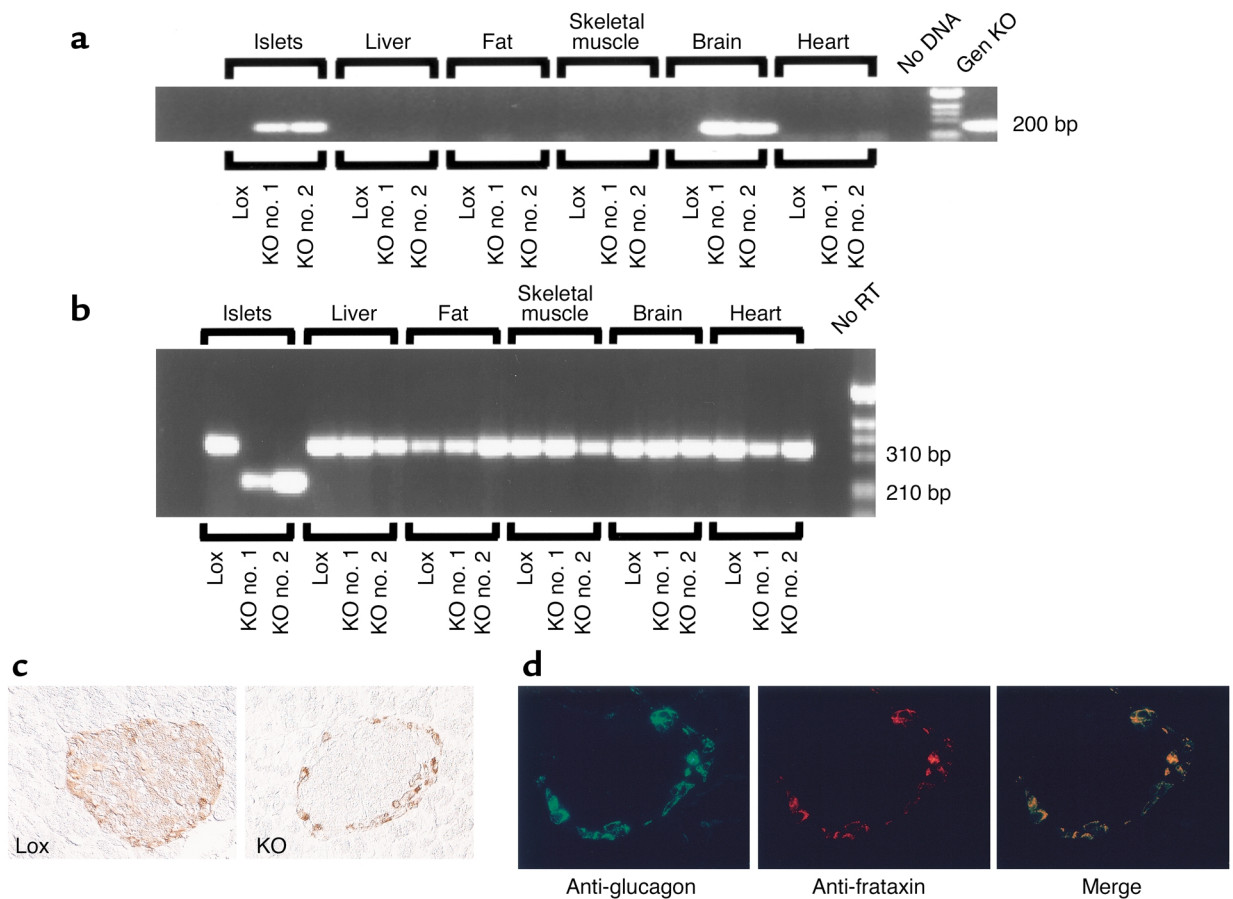 a
Islets
Liver
Fat
Skeletal
muscle
Brain
Heart
No DNA
Gen KO
200 bp
Lox
KO no. 1
KO no. 2
Lox
KO no. 1
KO no. 2
Lox
KO no. 1
KO no. 2
Lox
KO no. 1
KO no. 2
Lox
KO no. 1
KO no. 2
Lox
KO no. 1
KO no. 2
b
Islets
Liver
Fat
Skeletal
muscle
Brain
Heart
No RT
310 bp
210 bp
Lox
KO no. 1
KO no. 2
Lox
KO no. 1
KO no. 2
Lox
KO no. 1
KO no. 2
Lox
KO no. 1
KO no. 2
Lox
KO no. 1
KO no. 2
Lox
KO no. 1
KO no. 2
c
Lox
KO
d
Anti-glucagon
Anti-frataxin
Merge